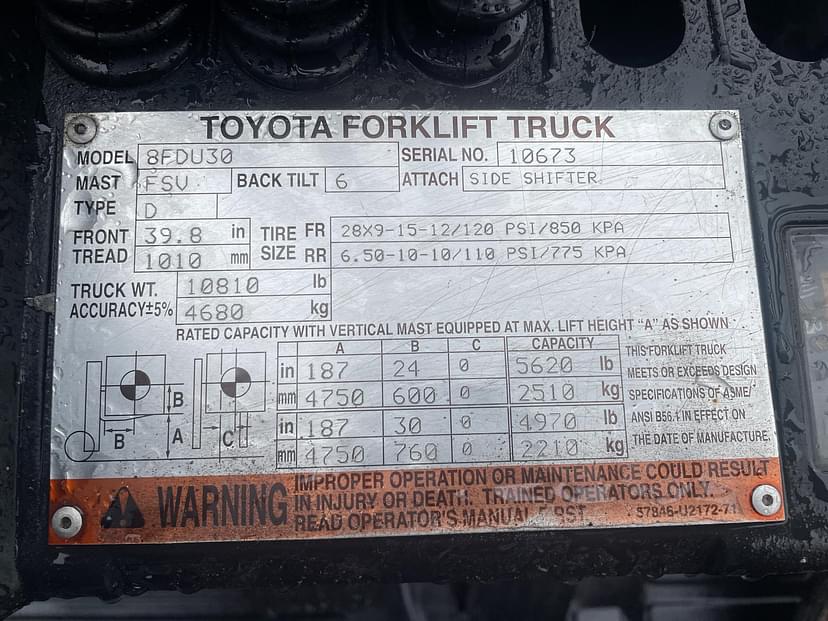 TOYOTA FORKLIFT TRUCK
MODEL 8FDU30 SERIAL NO. 10673
MAST FSV BACK TILT 6 ATTACH SIDE SHIFTER
TYPE D
FRONT TREAD 39.8 in TIRE SIZE FR 28X9-15-12/120 PSI/850 KPA
1010 mm RR 6.50-10-10/110 PSI/775 KPA
TRUCK WT. 10810 lb
ACCURACY±5% 4680 kg
RATED CAPACITY WITH VERTICAL MAST EQUIPPED AT MAX. LIFT HEIGHT "A" AS SHOWN
A B C CAPACITY
in 187 24 0 5620 lb
mm 4750 600 0 2510 kg
in 187 30 0 4970 lb
mm 4750 760 0 2210 kg
B
B A C
THIS FORKLIFT TRUCK
MEETS OR EXCEEDS DESIGN
SPECIFICATIONS OF ASME/
ANSI B56.1 IN EFFECT ON
THE DATE OF MANUFACTURE.
WARNING
IMPROPER OPERATION OR MAINTENANCE COULD RESULT
IN INJURY OR DEATH. TRAINED OPERATORS ONLY.
READ OPERATOR'S MANUAL FIRST
57846-U2172-71